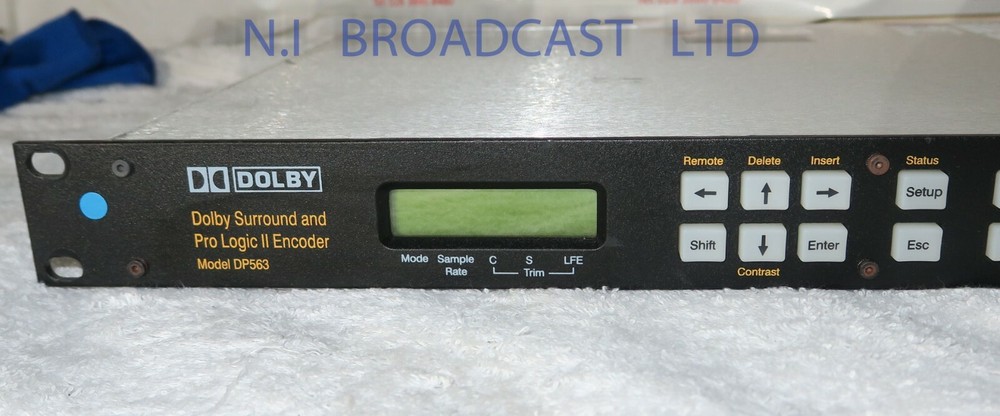 N.I BROADCAST LTD
DOLBY
Dolby Surround and
Pro Logic II Encoder
Model DP563
Mode Sample Rate C S LFE
Trim
Remote Delete Insert Status
Setup
Shift Enter Esc
Contrast